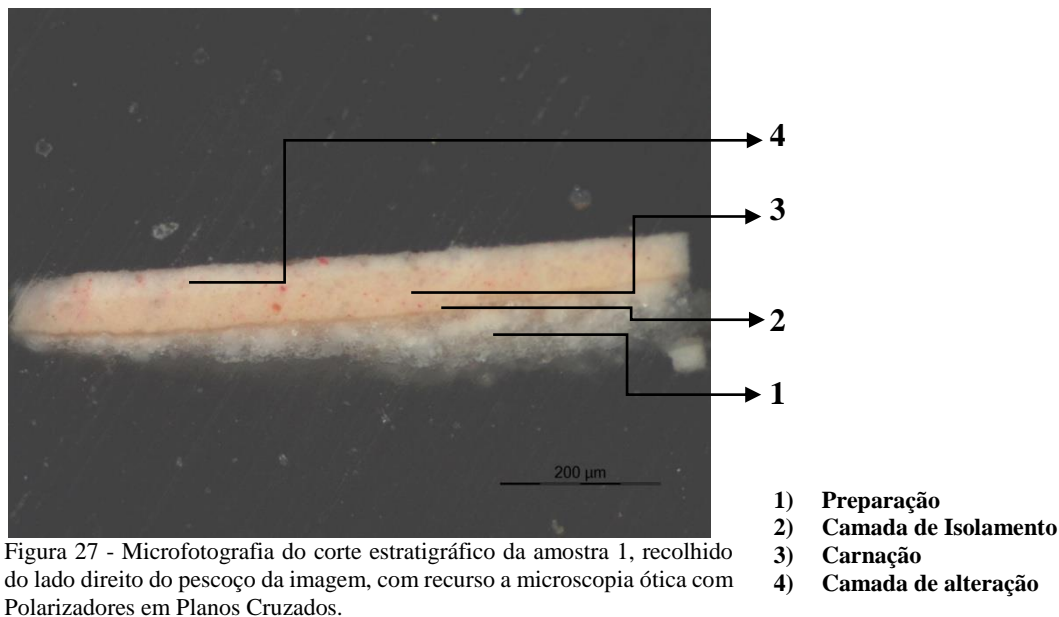 4
3
2
1
200 µm
1) Preparação
2) Camada de Isolamento
3) Carnação
4) Camada de alteração
Figura 27 - Microfotografia do corte estratigráfico da amostra 1, recolhido
do lado direito do pescoço da imagem, com recurso a microscopia ótica com
Polarizadores em Planos Cruzados.